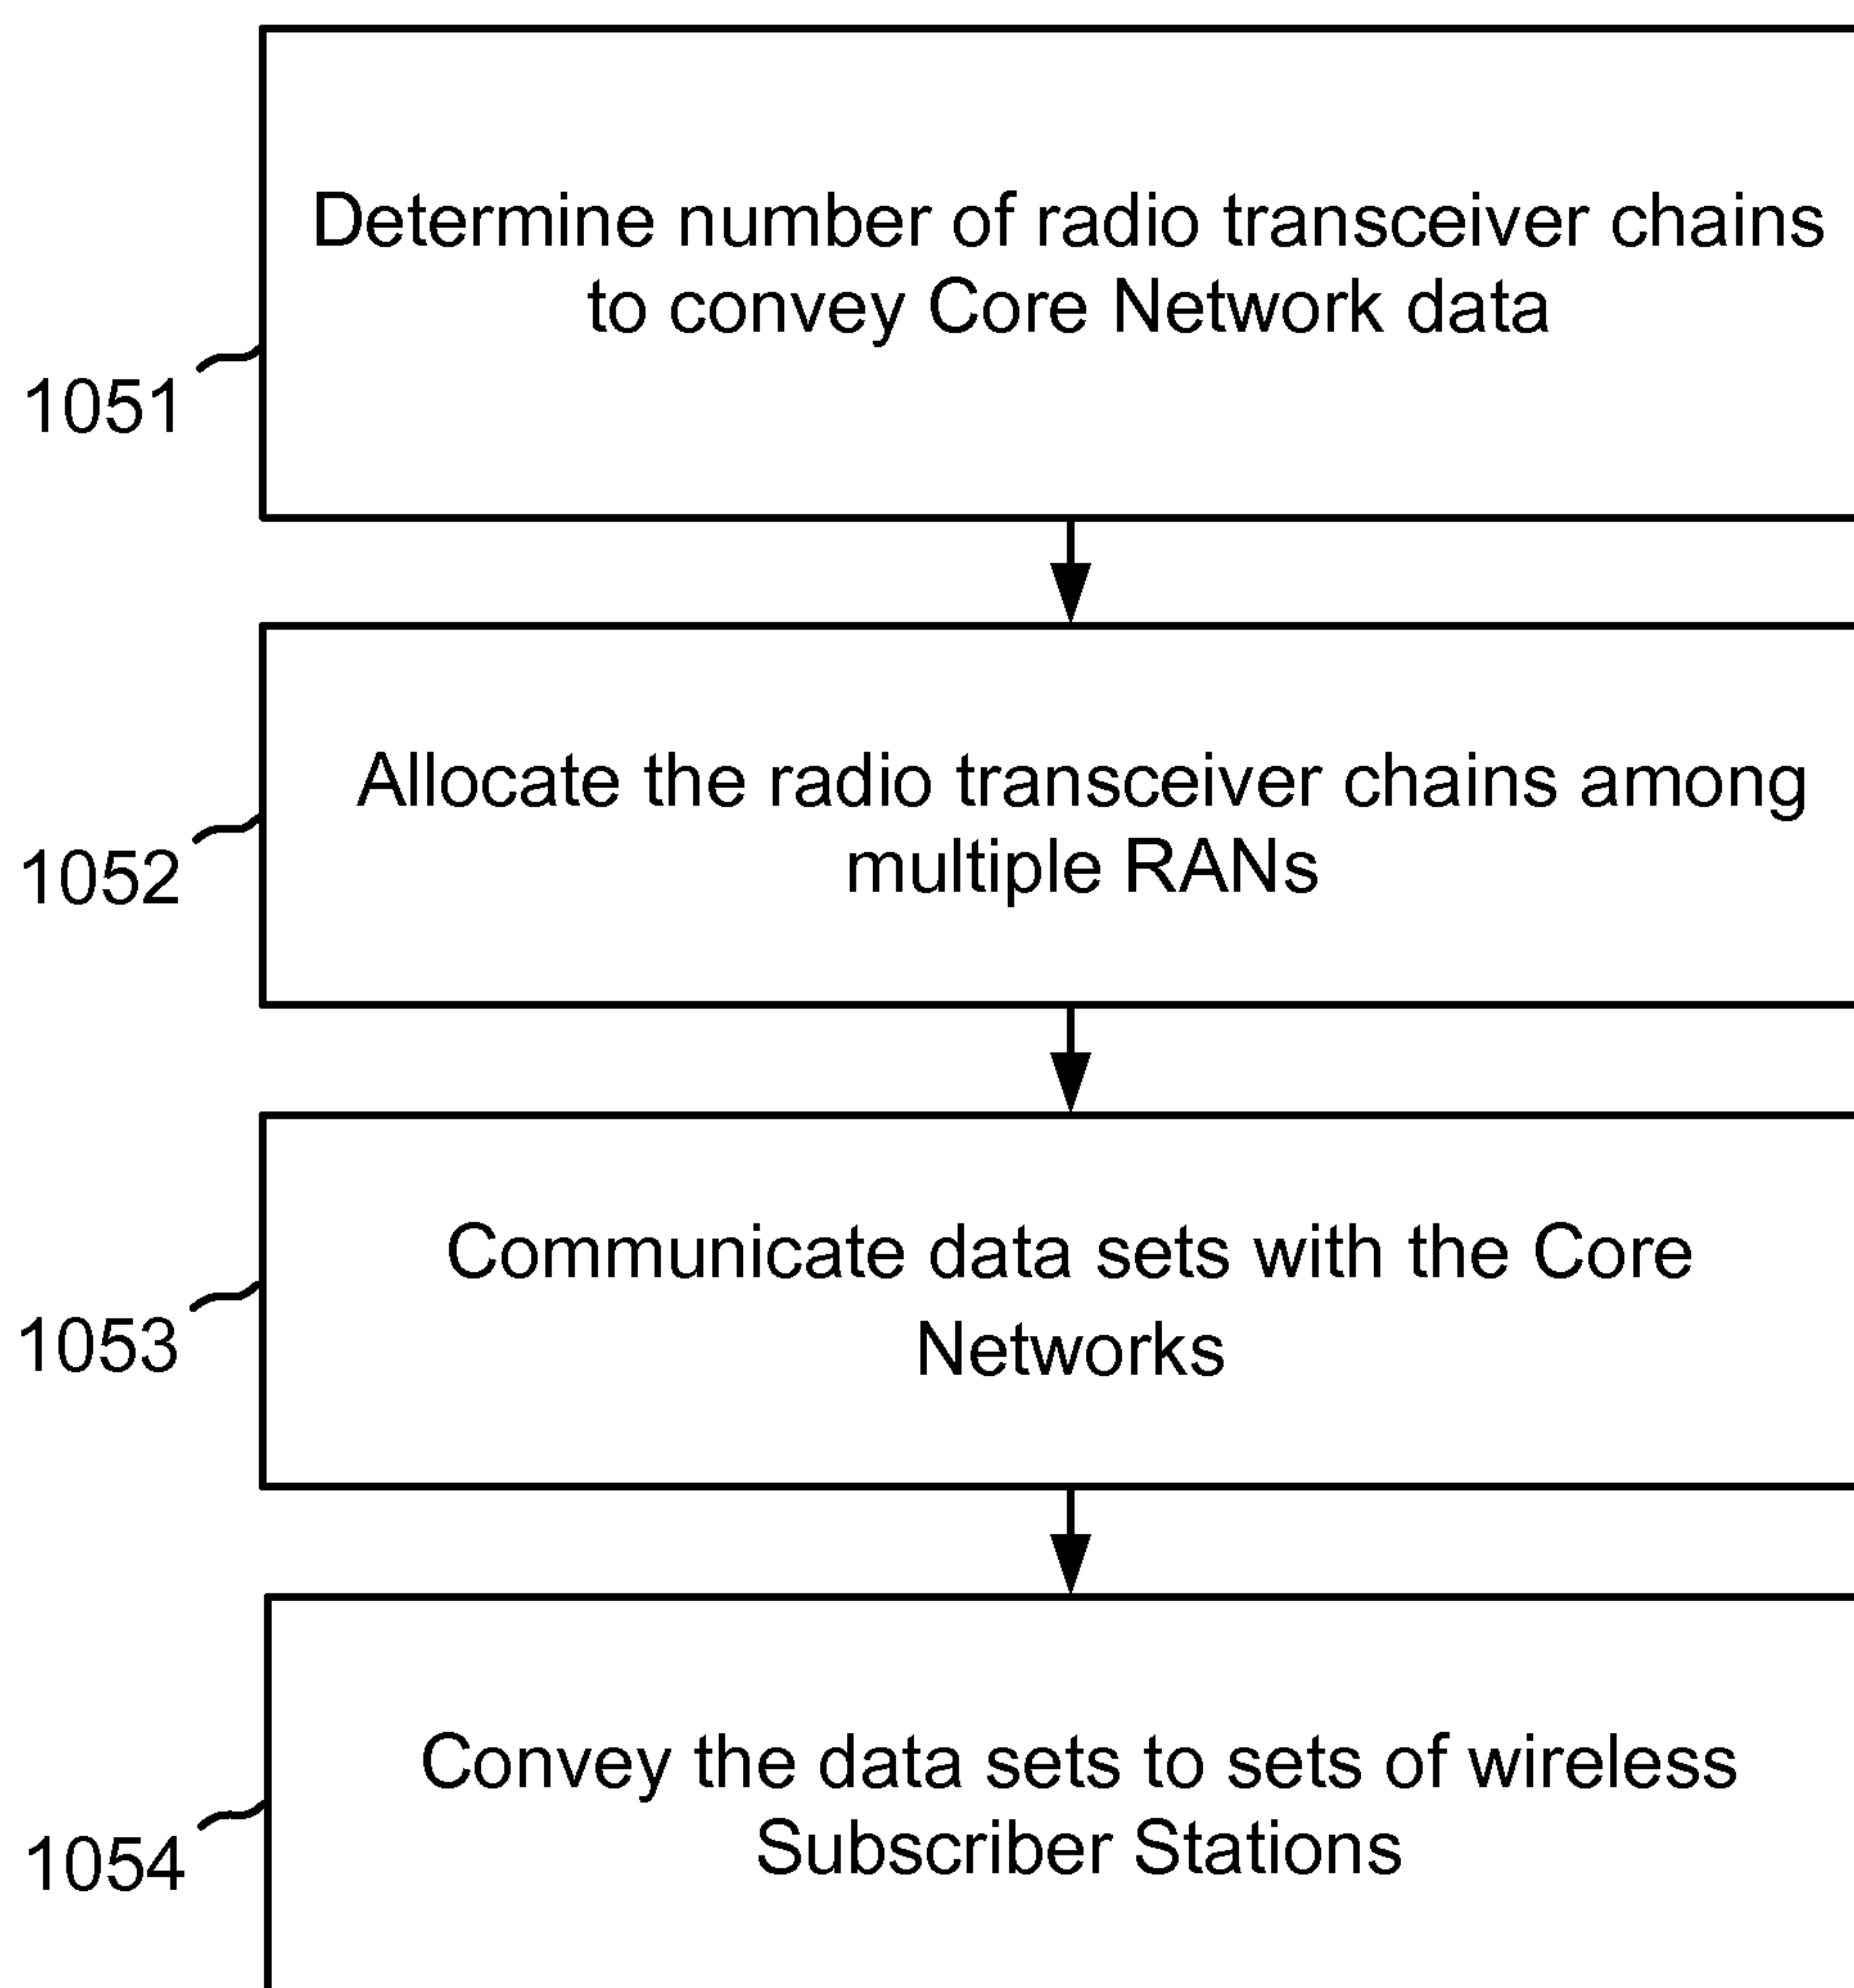 Determine number of radio transceiver chains
to convey Core Network data
1051
Allocate the radio transceiver chains among
multiple RANs
1052
Communicate data sets with the Core
Networks
1053
Convey the data sets to sets of wireless
Subscriber Stations
1054